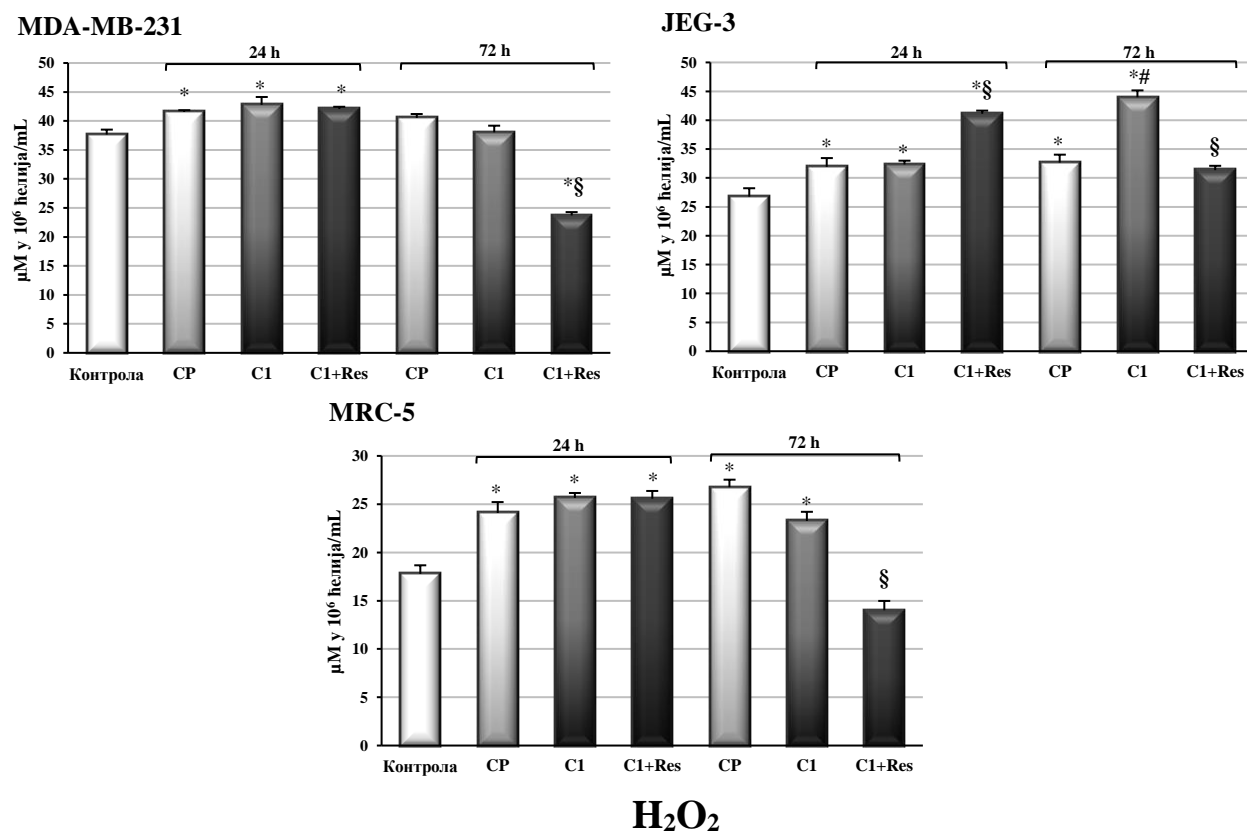 MDA-MB-231
24 h
72 h
50
45
40
35
30
25
20
15
10
5
0
µM у 10⁶ ћелија/mL
* * * *§
Контрола CP C1 C1+Res CP C1 C1+Res
JEG-3
24 h
72 h
50
45
40
35
30
25
20
15
10
5
0
µM у 10⁶ ћелија/mL
* * *§ * *# §
Контрола CP C1 C1+Res CP C1 C1+Res
MRC-5
24 h
72 h
30
25
20
15
10
5
0
µM у 10⁶ ћелија/mL
* * * * * §
Контрола CP C1 C1+Res CP C1 C1+Res
H₂O₂